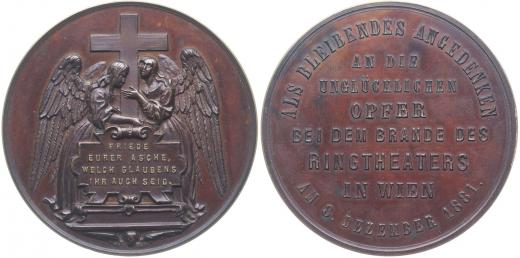 FRIEDE
EURER ASCHE,
WELCH GLAUBENS
IHR AUCH SEID.
ALS BLEIBENDES ANGEDENKEN
AN DIE
UNGLÜCKLICHEN
OPFER
BEI DEM BRANDE DES
RINGTHEATERS
IN WIEN
AM 8. DEZEMBER 1881.